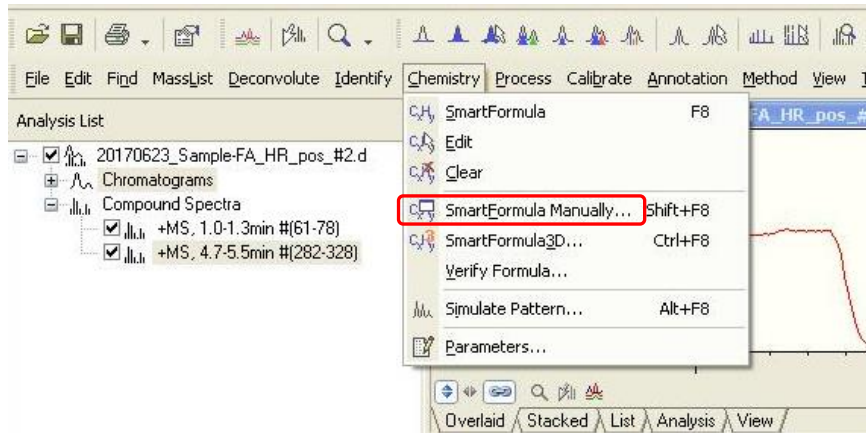 File Edit Find MassList Deconvolute Identify Chemistry Process Calibrate Annotation Method View
Analysis List
20170623_Sample-FA_HR_pos_#2.d
Chromatograms
Compound Spectra
+MS, 1.0-1.3min #(61-78)
+MS, 4.7-5.5min #(282-328)
SmartFormula F8
Edit
Clear
SmartFormula Manually... Shift+F8
SmartFormula3D... Ctrl+F8
Verify Formula...
Simulate Pattern... Alt+F8
Parameters...
FA_HR_pos_#
Overlaid Stacked List Analysis View